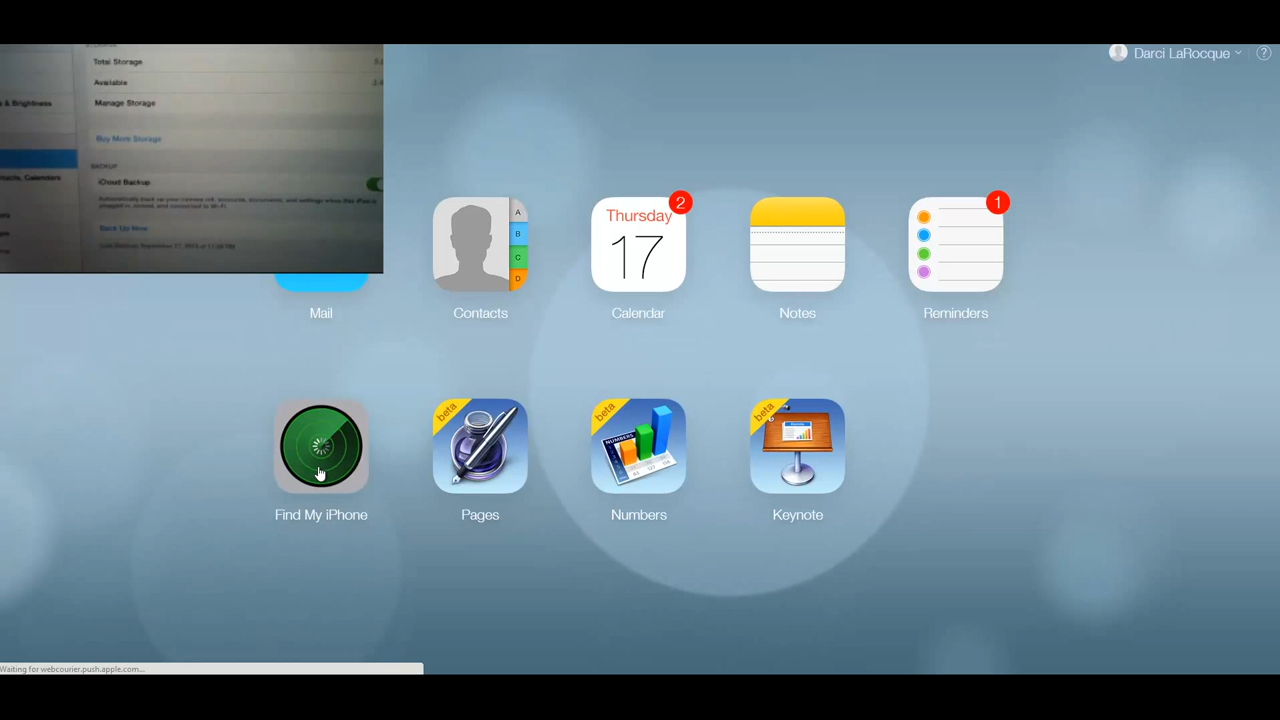 Total Storage
Available
Manage Storage
Buy More Storage
BACKUP
iCloud Backup
Back Up Now
& Brightness
Calendars
Darci LaRocque
?
A
B
C
D
Thursday
17
2
1
Mail
Contacts
Calendar
Notes
Reminders
beta
beta
NUMBERS
beta
Find My iPhone
Pages
Numbers
Keynote
Waiting for webcourier.push.apple.com...